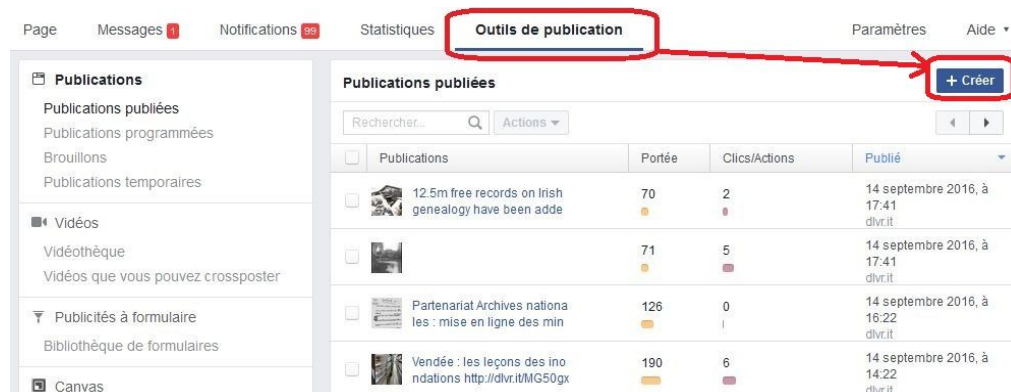 Page Messages 1 Notifications 99 Statistiques Outils de publication Paramètres Aide
Publications
Publications publiées
Publications programmées
Brouillons
Publications temporaires
Vidéos
Vidéothèque
Vidéos que vous pouvez crossposter
Publicités à formulaire
Bibliothèque de formulaires
Canvas
Publications publiées
+ Créer
Rechercher... Actions
Publications Portée Clics/Actions Publié
12.5m free records on Irish
genealogy have been adde
70 2
14 septembre 2016, à
17:41
dlvr.it
71 5
14 septembre 2016, à
17:41
dlvr.it
Partenariat Archives nationa
les : mise en ligne des min
126 0
14 septembre 2016, à
16:22
dlvr.it
Vendée : les leçons des ino
ndations http://dlvr.it/MG50gx
190 6
14 septembre 2016, à
14:22
dlvr.it